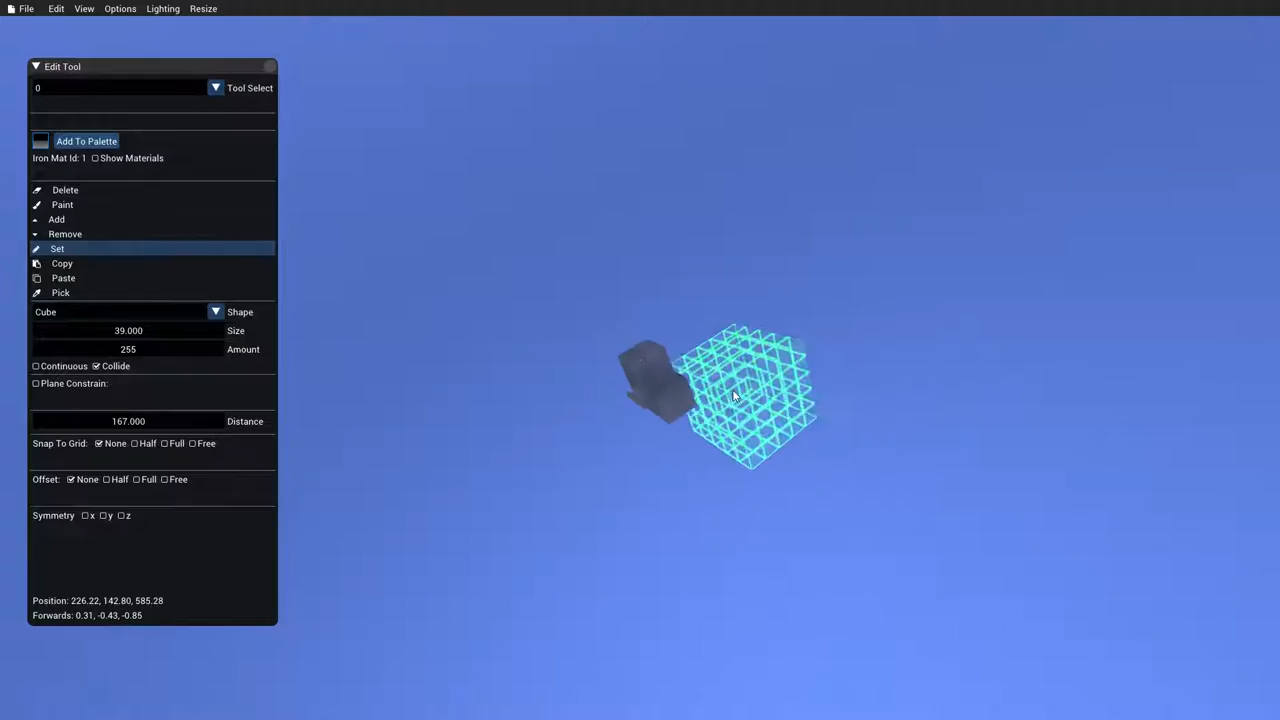 File Edit View Options Lighting Resize
Edit Tool
0 Tool Select
Add To Palette
Iron Mat Id: 1 Show Materials
Delete
Paint
Add
Remove
Set
Copy
Paste
Pick
Cube Shape
39.000 Size
255 Amount
Continuous Collide
Plane Constrain:
167.000 Distance
Snap To Grid: None Half Full Free
Offset: None Half Full Free
Symmetry x y z
Position: 226.22, 142.80, 585.28
Forwards: 0.31, -0.43, -0.85